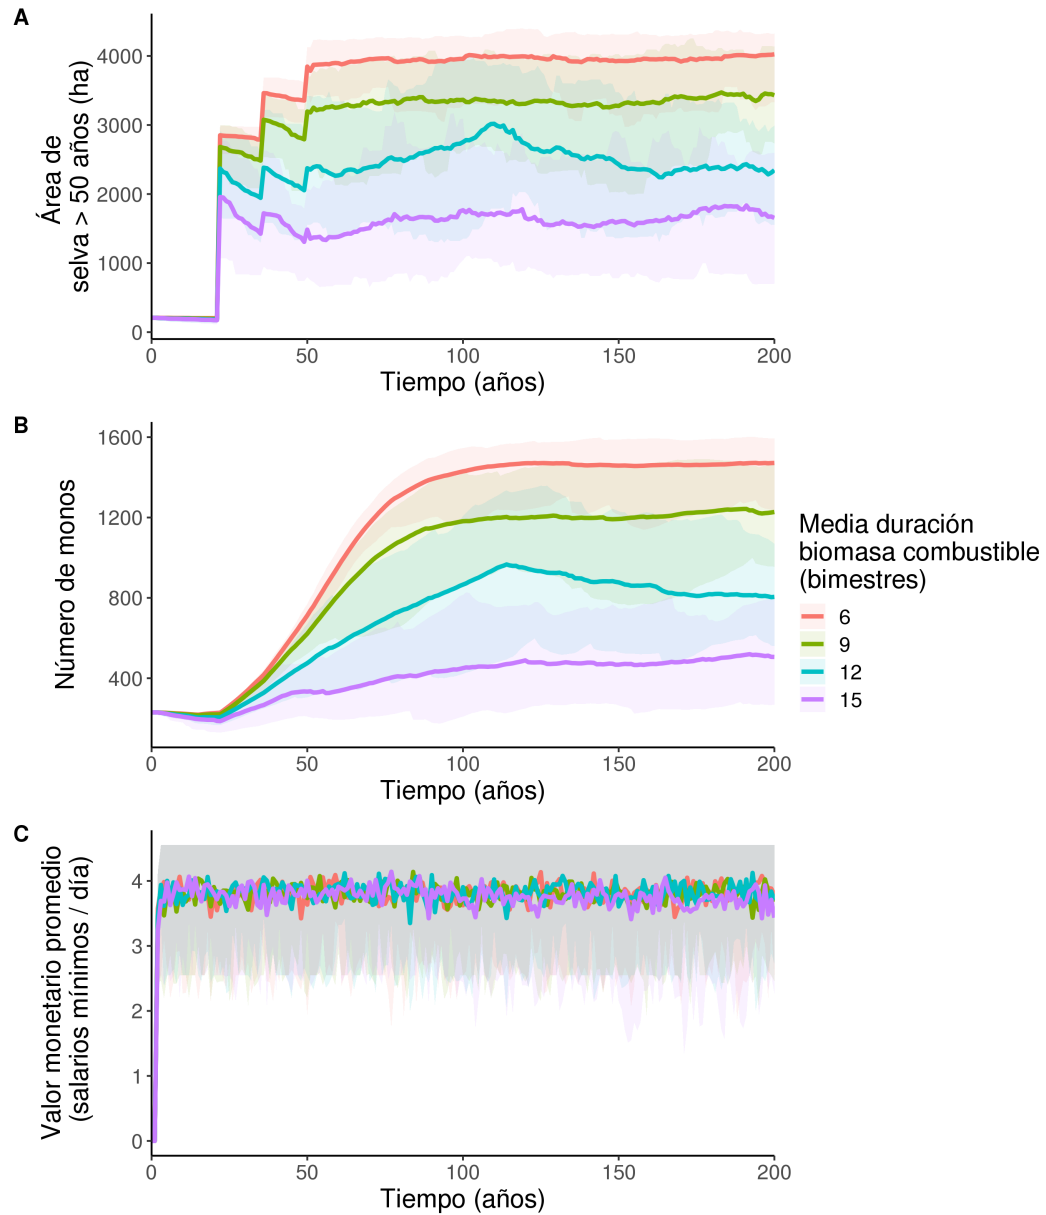 A
Área de
selva > 50 años (ha)
4000
3000
2000
1000
0
0 50 100 150 200
Tiempo (años)
B
Número de monos
1600
1200
800
400
0 50 100 150 200
Tiempo (años)
Media duración
biomasa combustible
(bimestres)
6
9
12
15
C
Valor monetario promedio
(salarios mínimos / día)
4
3
2
1
0
0 50 100 150 200
Tiempo (años)